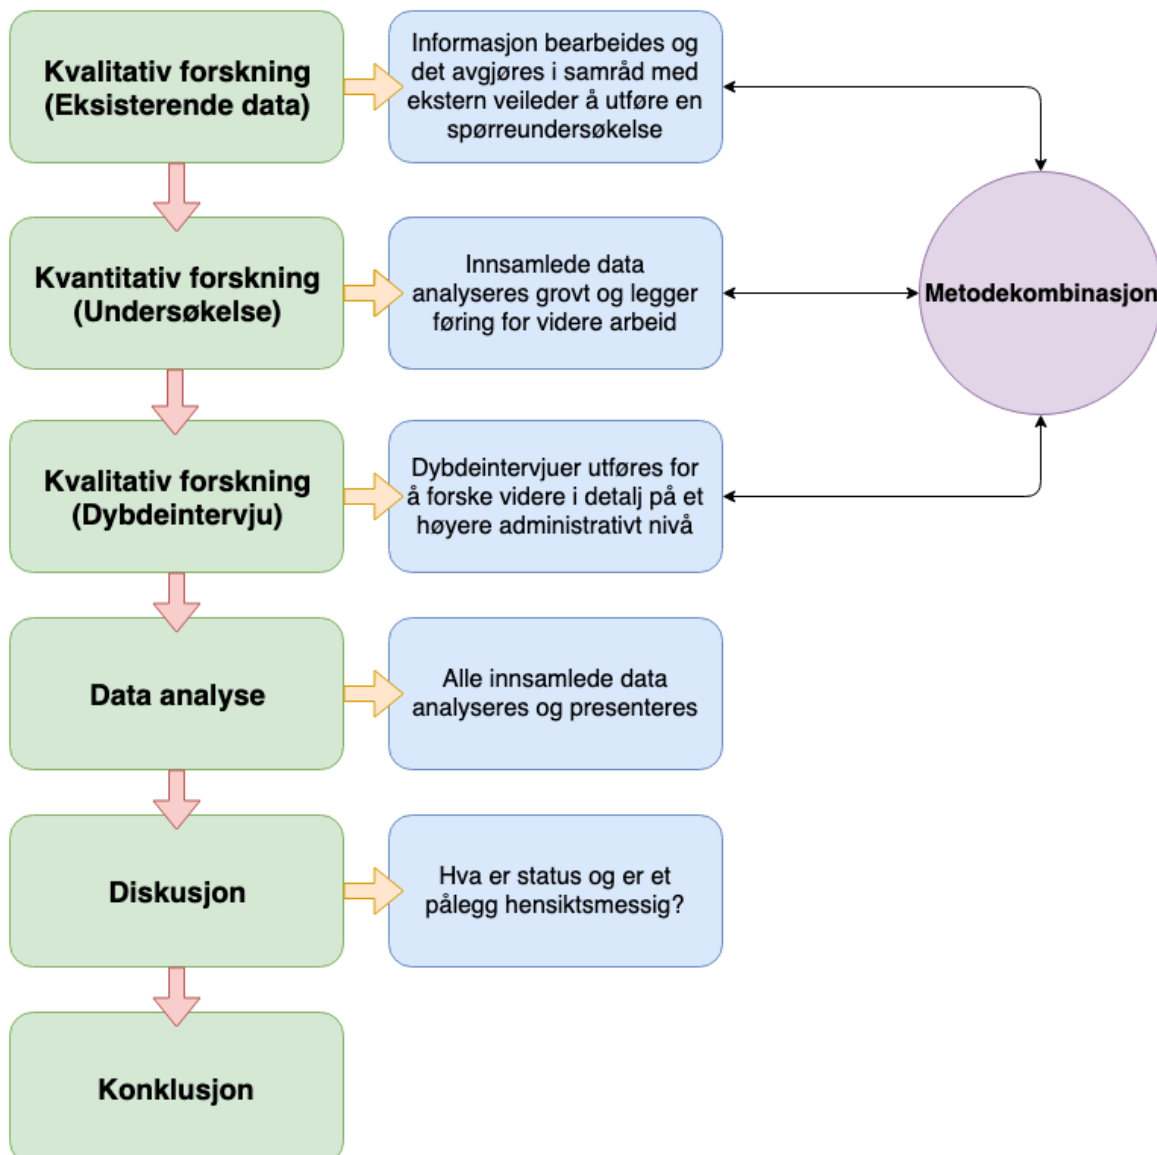 Kvalitativ forskning
(Eksisterende data)
Informasjon bearbeides og
det avgjøres i samråd med
ekstern veileder å utføre en
spørreundersøkelse
Kvantitativ forskning
(Undersøkelse)
Innsamlede data
analyseres grovt og legger
føring for videre arbeid
Metodekombinasjon
Kvalitativ forskning
(Dybdeintervju)
Dybdeintervjuer utføres for
å forske videre i detalj på et
høyere administrativt nivå
Data analyse
Alle innsamlede data
analyseres og presenteres
Diskusjon
Hva er status og er et
pålegg hensiktsmessig?
Konklusjon